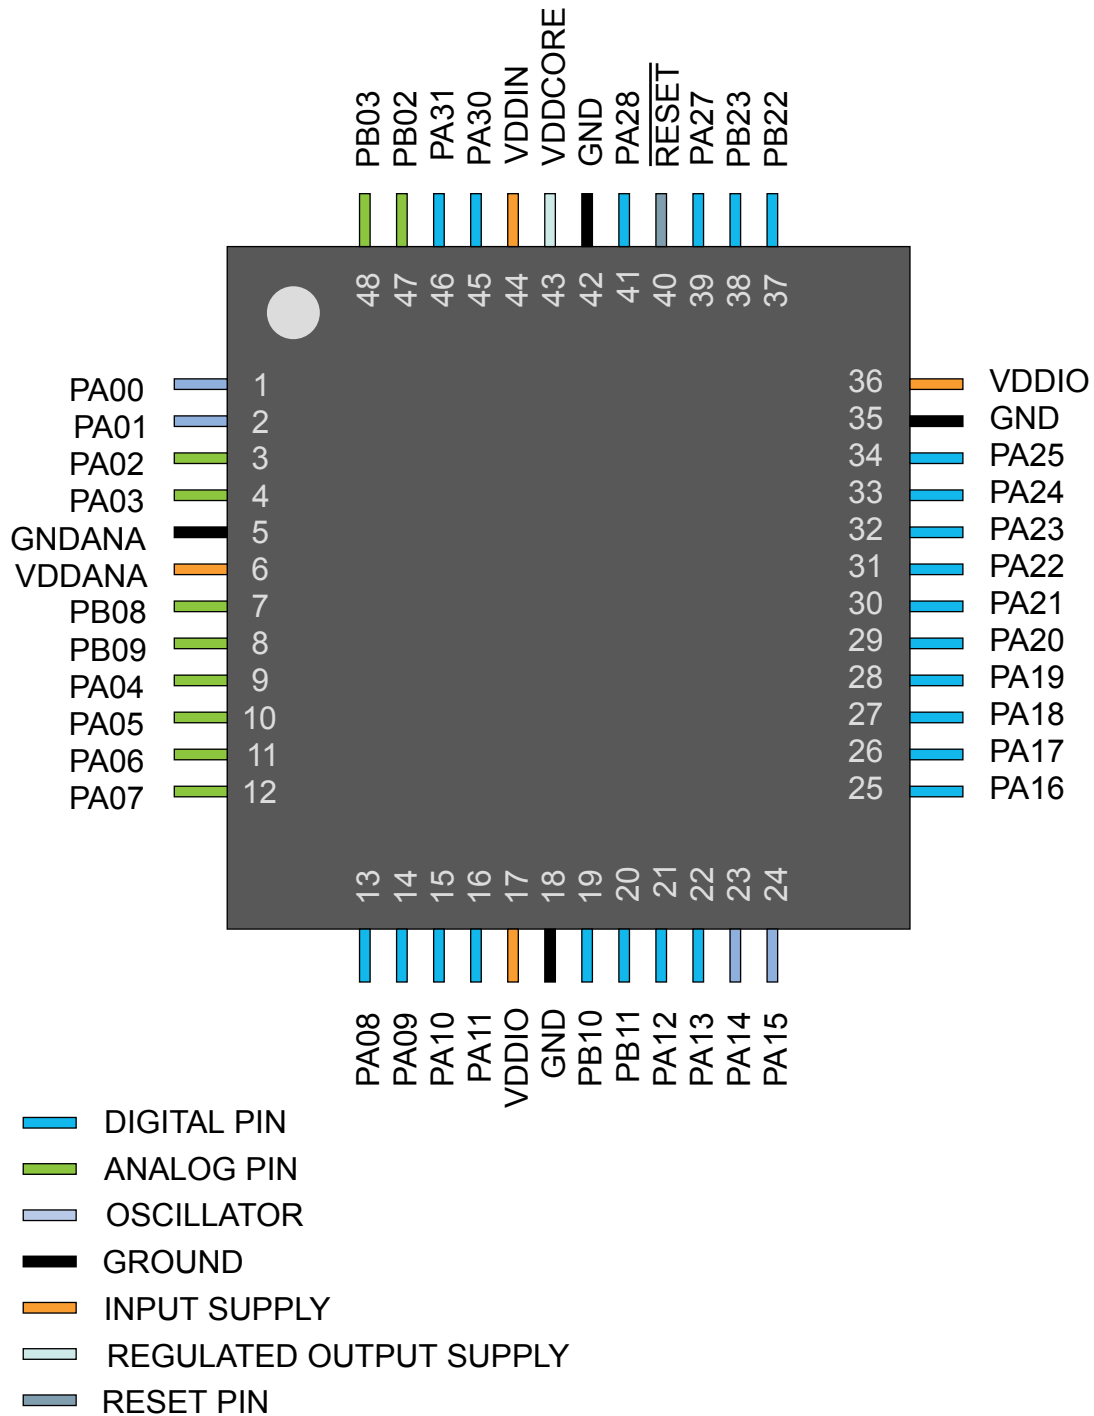 PB03
PB02
PA31
PA30
VDDIN
VDDCORE
GND
PA28
RESET
PA27
PB23
PB22
48
47
46
45
44
43
42
41
40
39
38
37
PA00 1
PA01 2
PA02 3
PA03 4
GNDANA 5
VDDANA 6
PB08 7
PB09 8
PA04 9
PA05 10
PA06 11
PA07 12
36 VDDIO
35 GND
34 PA25
33 PA24
32 PA23
31 PA22
30 PA21
29 PA20
28 PA19
27 PA18
26 PA17
25 PA16
13
14
15
16
17
18
19
20
21
22
23
24
PA08
PA09
PA10
PA11
VDDIO
GND
PB10
PB11
PA12
PA13
PA14
PA15
DIGITAL PIN
ANALOG PIN
OSCILLATOR
GROUND
INPUT SUPPLY
REGULATED OUTPUT SUPPLY
RESET PIN